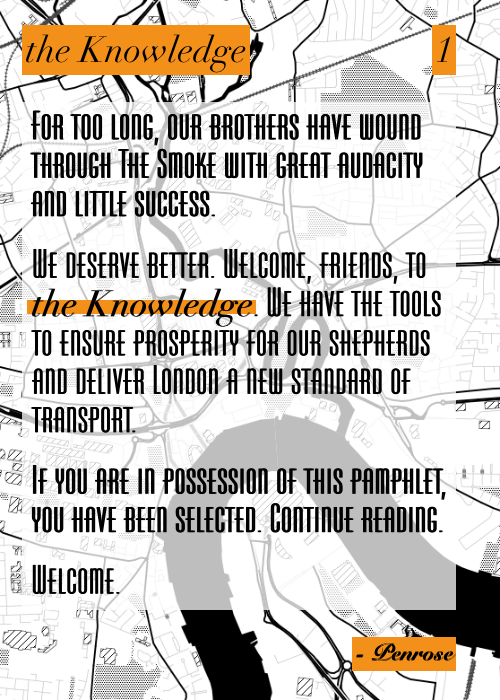 the Knowledge 1
For too long, our brothers have wound
through The Smoke with great audacity
and little success.
We deserve better. Welcome, friends, to
the Knowledge. We have the tools
to ensure prosperity for our shepherds
and deliver London a new standard of
transport.
If you are in possession of this pamphlet,
you have been selected. Continue reading.
Welcome.
- Penrose